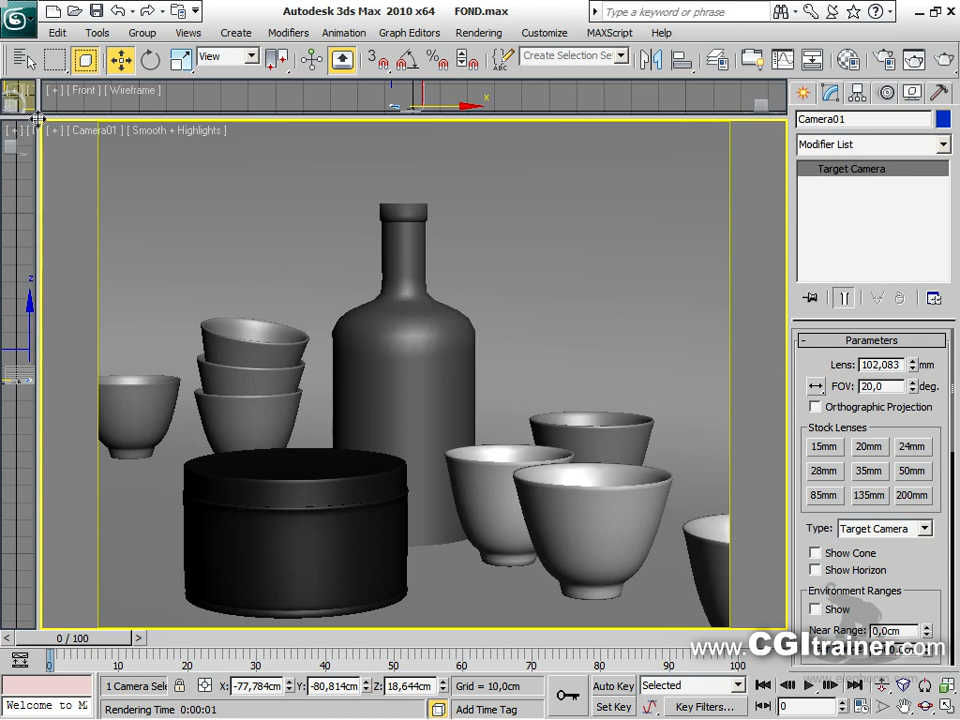 Autodesk 3ds Max 2010 x64 FOND.max
Type a keyword or phrase
Edit Tools Group Views Create Modifiers Animation Graph Editors Rendering Customize MAXScript Help
View
3
Create Selection Se
[ + ] [ Front ] [ Wireframe ]
x
[ + ] [ Camera01 ] [ Smooth + Highlights ]
z
Camera01
Modifier List
Target Camera
Parameters
Lens: 102,083 mm
FOV: 20,0 deg.
Orthographic Projection
Stock Lenses
15mm 20mm 24mm
28mm 35mm 50mm
85mm 135mm 200mm
Type: Target Camera
Show Cone
Show Horizon
Environment Ranges
Show
Near Range: 0,0cm
www.CGItrainer.com
0 / 100
0 10 20 30 40 50 60 70 80 90 100
1 Camera Sele X: -77,784cm Y: -80,814cm Z: 18,644cm Grid = 10,0cm Auto Key Selected
Welcome to M
Rendering Time 0:00:01 Add Time Tag Set Key Key Filters... 0